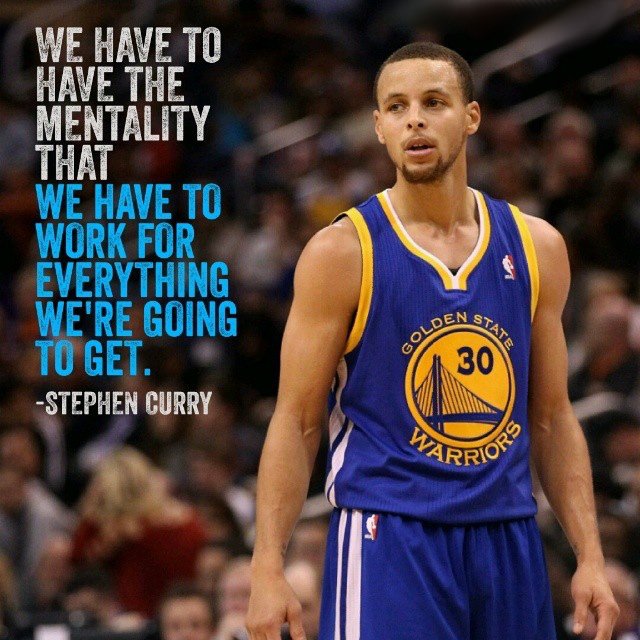 WE HAVE TO
HAVE THE
MENTALITY
THAT
WE HAVE TO
WORK FOR
EVERYTHING
WE'RE GOING
TO GET.
-STEPHEN CURRY
GOLDEN STATE
30
WARRIORS